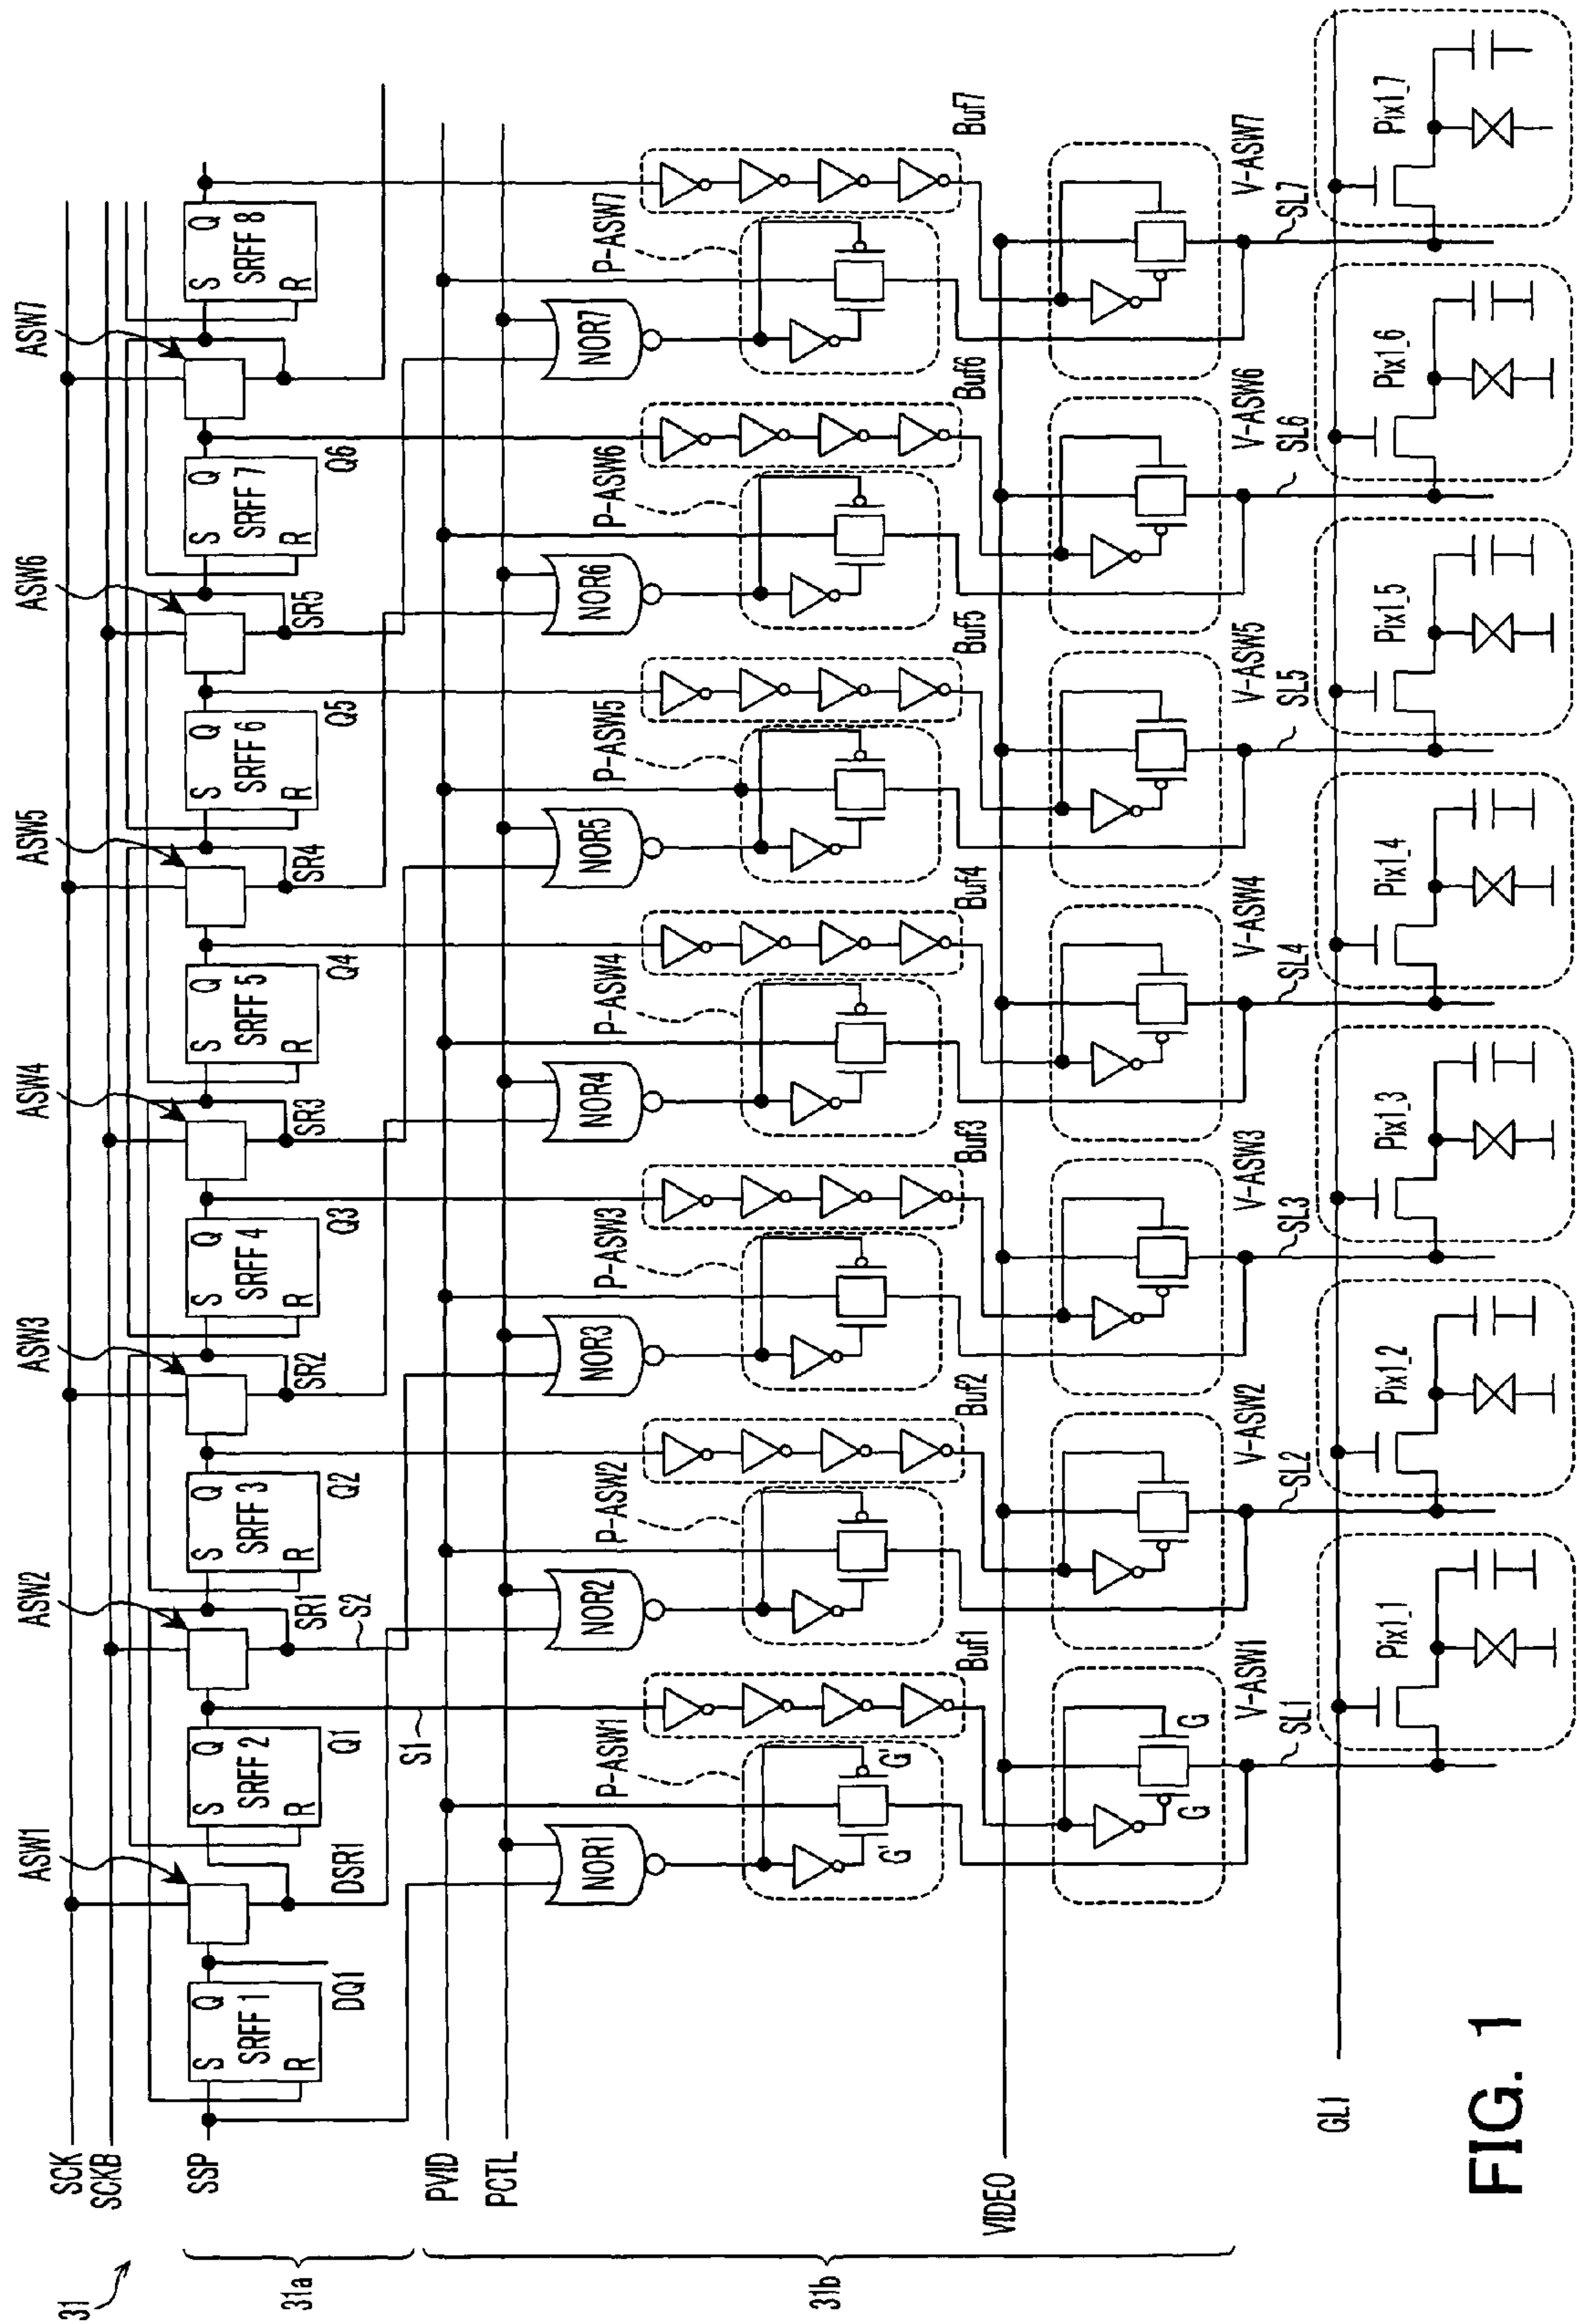 31
31a
31b
SCK
SCKB
SSP
PVID
PCTL
VIDEO
GL1
ASW1
ASW2
ASW3
ASW4
ASW5
ASW6
ASW7
S SRFF 1 Q R
S SRFF 2 Q R
S SRFF 3 Q R
S SRFF 4 Q R
S SRFF 5 Q R
S SRFF 6 Q R
S SRFF 7 Q R
S SRFF 8 Q R
DQ1
DSR1
Q1
SR1
Q2
SR2
Q3
SR3
Q4
SR4
Q5
SR5
Q6
S1
S2
NOR1
NOR2
NOR3
NOR4
NOR5
NOR6
NOR7
P-ASW1
P-ASW2
P-ASW3
P-ASW4
P-ASW5
P-ASW6
P-ASW7
G'
G'
Buf1
Buf2
Buf3
Buf4
Buf5
Buf6
Buf7
G
G
V-ASW1
V-ASW2
V-ASW3
V-ASW4
V-ASW5
V-ASW6
V-ASW7
SL1
SL2
SL3
SL4
SL5
SL6
SL7
Pix1_1
Pix1_2
Pix1_3
Pix1_4
Pix1_5
Pix1_6
Pix1_7
FIG. 1